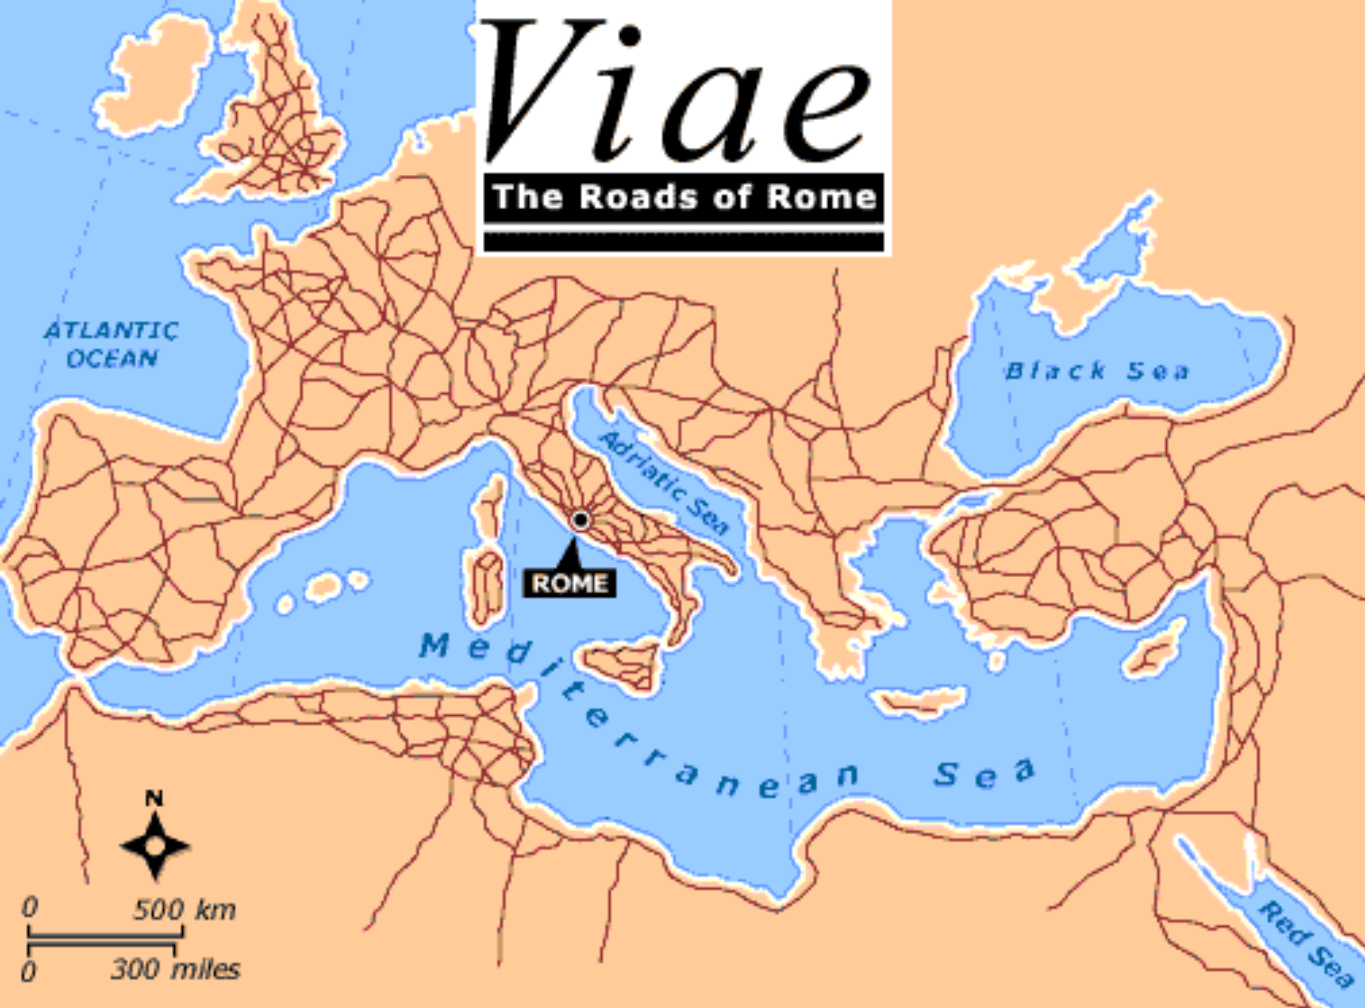 Viae
The Roads of Rome
ATLANTIC
OCEAN
Black Sea
Adriatic Sea
ROME
Mediterranean Sea
N
0 500 km
0 300 miles
Red Sea